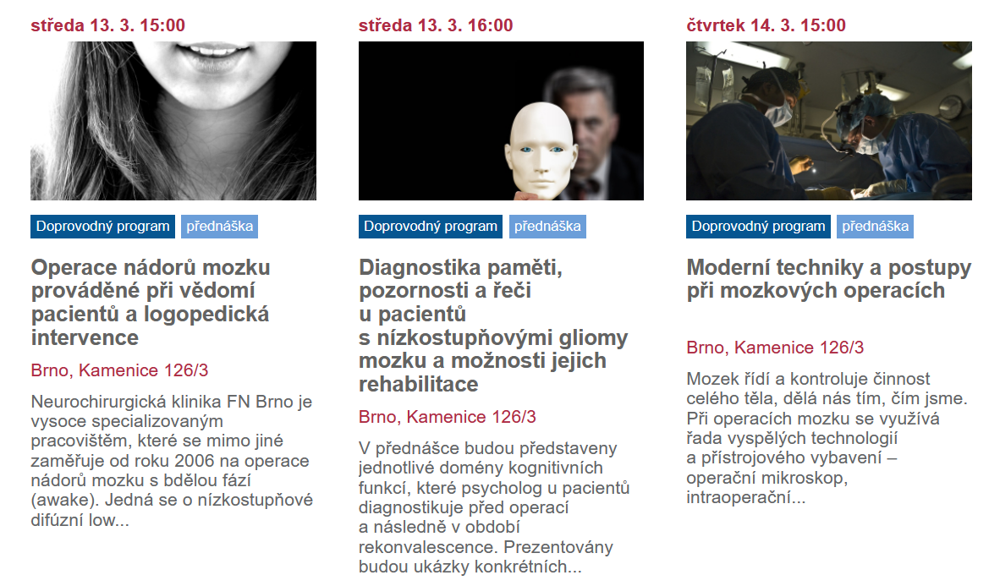 středa 13. 3. 15:00
Doprovodný program přednáška
Operace nádorů mozku
prováděné při vědomí
pacientů a logopedická
intervence
Brno, Kamenice 126/3
Neurochirurgická klinika FN Brno je
vysoce specializovaným
pracovištěm, které se mimo jiné
zaměřuje od roku 2006 na operace
nádorů mozku s bdělou fází
(awake). Jedná se o nízkostupňové
difúzní low...
středa 13. 3. 16:00
Doprovodný program přednáška
Diagnostika paměti,
pozornosti a řeči
u pacientů
s nízkostupňovými gliomy
mozku a možnosti jejich
rehabilitace
Brno, Kamenice 126/3
V přednášce budou představeny
jednotlivé domény kognitivních
funkcí, které psycholog u pacientů
diagnostikuje před operací
a následně v období
rekonvalescence. Prezentovány
budou ukázky konkrétních...
čtvrtek 14. 3. 15:00
Doprovodný program přednáška
Moderní techniky a postupy
při mozkových operacích
Brno, Kamenice 126/3
Mozek řídí a kontroluje činnost
celého těla, dělá nás tím, čím jsme.
Při operacích mozku se využívá
řada vyspělých technologií
a přístrojového vybavení –
operační mikroskop,
intraoperační...